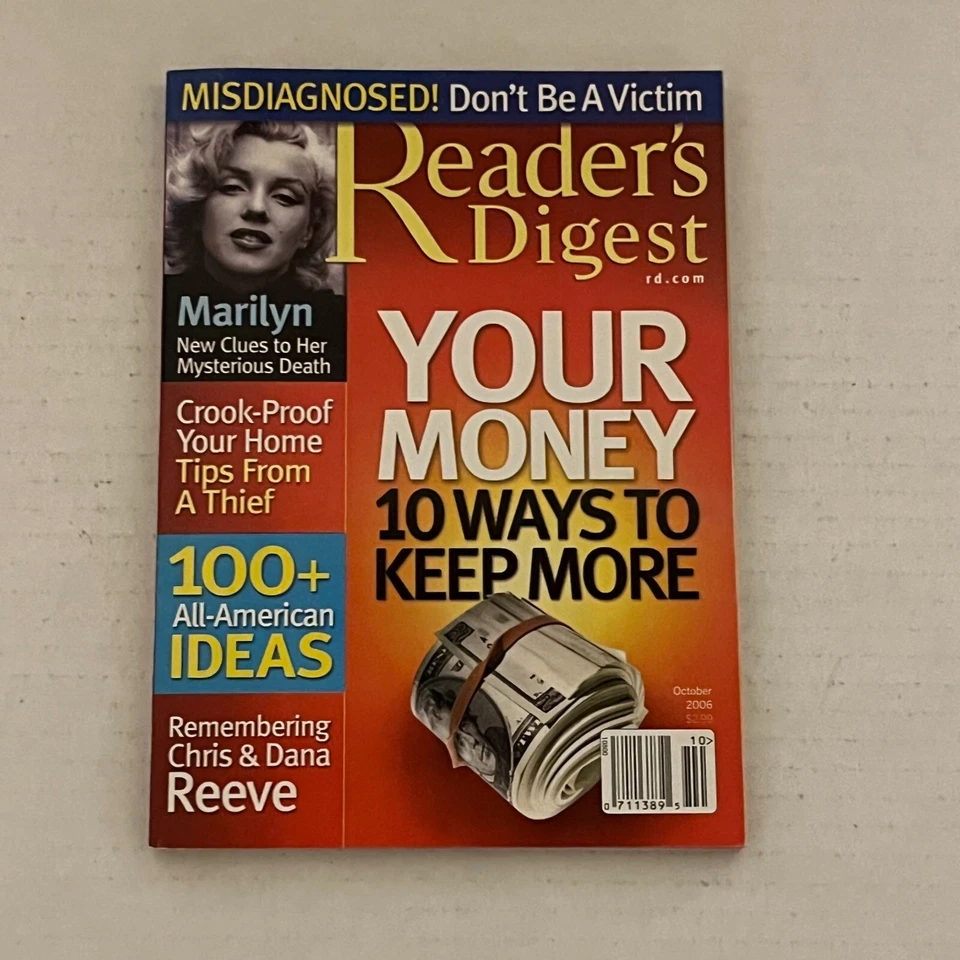 MISDIAGNOSED! Don't Be A Victim
Reader's
Digest
rd.com
Marilyn
New Clues to Her
Mysterious Death
Crook-Proof
Your Home
Tips From
A Thief
100+
All-American
IDEAS
Remembering
Chris & Dana
Reeve
YOUR
MONEY
10 WAYS TO
KEEP MORE
October
2006
$2.99
10>
0 711389 5